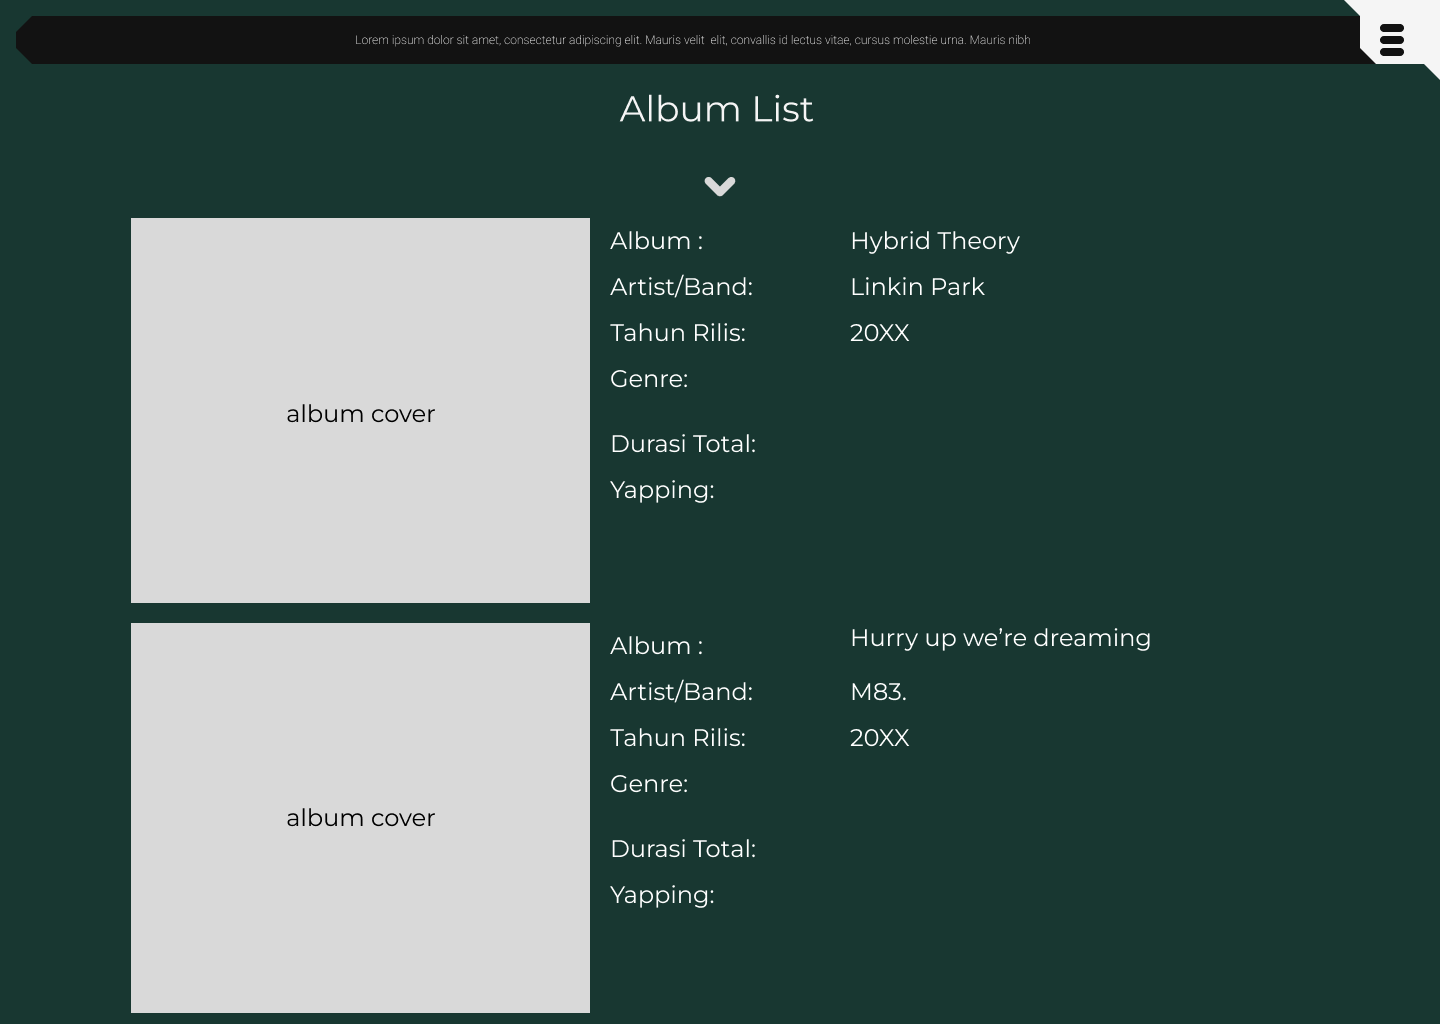 Lorem ipsum dolor sit amet, consectetur adipiscing elit. Mauris velit  elit, convallis id lectus vitae, cursus molestie urna. Mauris nibh
Album List
album cover
Album : Hybrid Theory
Artist/Band: Linkin Park
Tahun Rilis: 20XX
Genre:
Durasi Total:
Yapping:
album cover
Album : Hurry up we’re dreaming
Artist/Band: M83.
Tahun Rilis: 20XX
Genre:
Durasi Total:
Yapping: